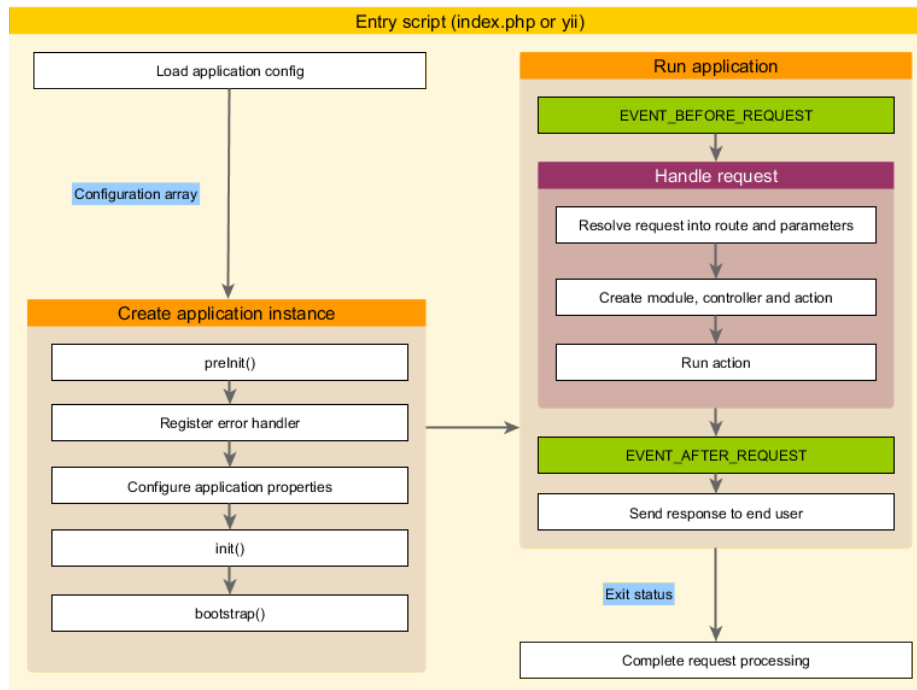 Entry script (index.php or yii)
Load application config
Configuration array
Create application instance
preInit()
Register error handler
Configure application properties
init()
bootstrap()
Run application
EVENT_BEFORE_REQUEST
Handle request
Resolve request into route and parameters
Create module, controller and action
Run action
EVENT_AFTER_REQUEST
Send response to end user
Exit status
Complete request processing